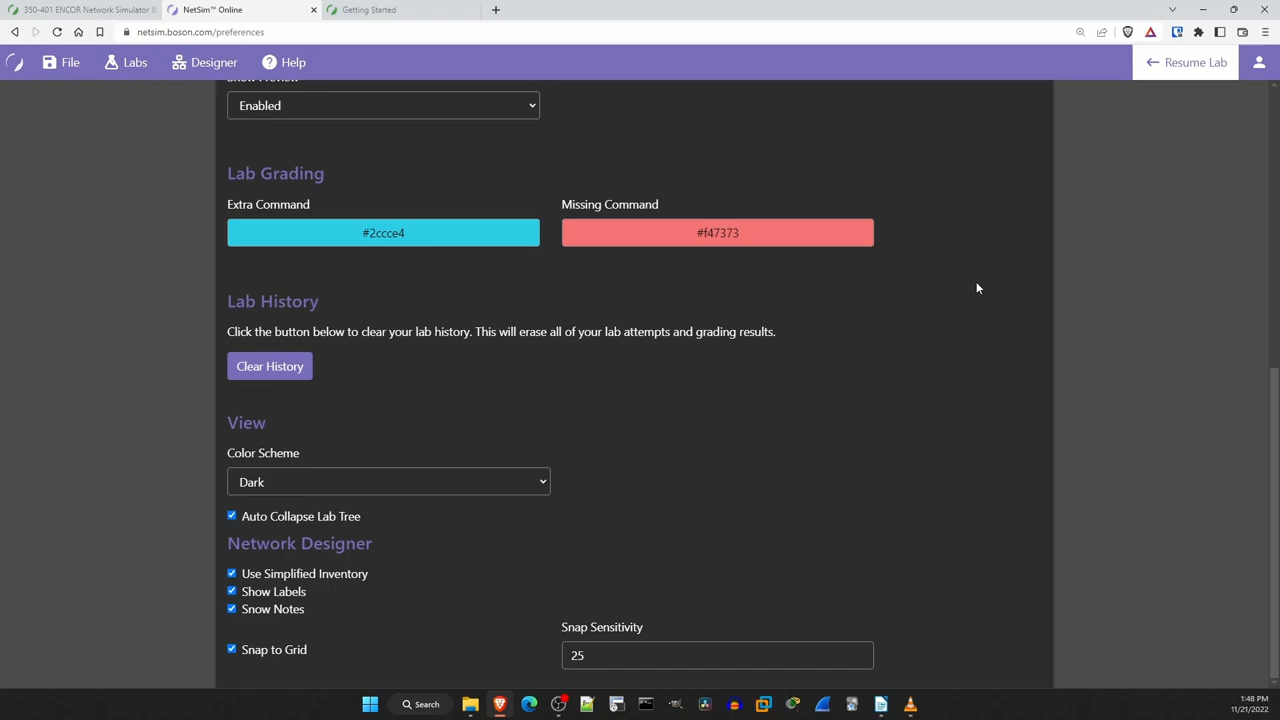 350-401 ENCOR Network Simulator &
NetSim™ Online
Getting Started
netsim.boson.com/preferences
File
Labs
Designer
Help
Resume Lab
Show Preview
Enabled
Lab Grading
Extra Command
Missing Command
#2ccce4
#f47373
Lab History
Click the button below to clear your lab history. This will erase all of your lab attempts and grading results.
Clear History
View
Color Scheme
Dark
Auto Collapse Lab Tree
Network Designer
Use Simplified Inventory
Show Labels
Snow Notes
Snap Sensitivity
Snap to Grid
25
Search
1:48 PM
11/21/2022